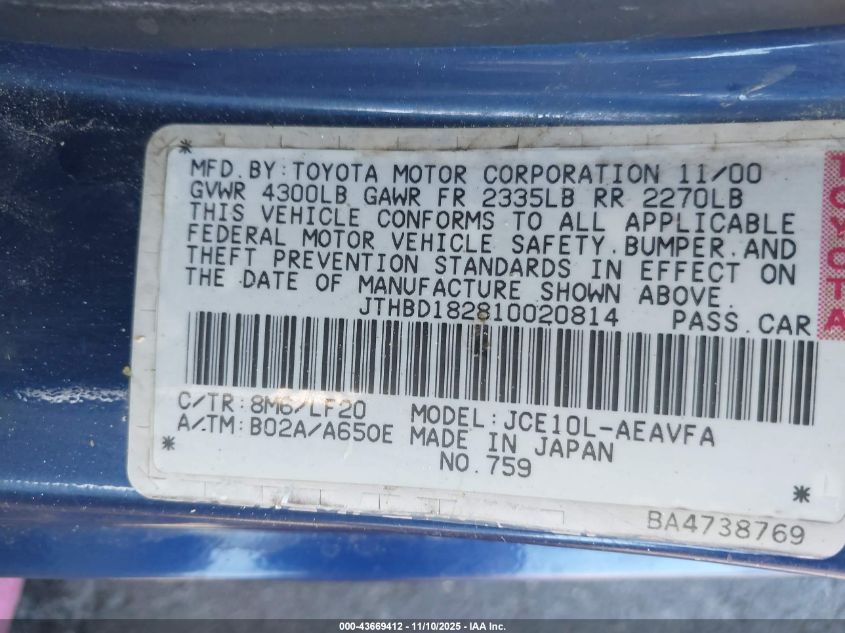 MFD.BY:TOYOTA MOTOR CORPORATION 11/00
GVWR 4300LB GAWR FR 2335LB RR 2270LB
THIS VEHICLE CONFORMS TO ALL APPLICABLE
FEDERAL MOTOR VEHICLE SAFETY,BUMPER,AND
THEFT PREVENTION STANDARDS IN EFFECT ON
THE DATE OF MANUFACTURE SHOWN ABOVE.
JTHBD182810020814 PASS.CAR
C/TR:8M6/LF20 MODEL:JCE10L-AEAVFA
A/TM:B02A/A650E MADE IN JAPAN
NO.759
BA4738769
TOYOTA
000-43669412 - 11/10/2025 - IAA Inc.